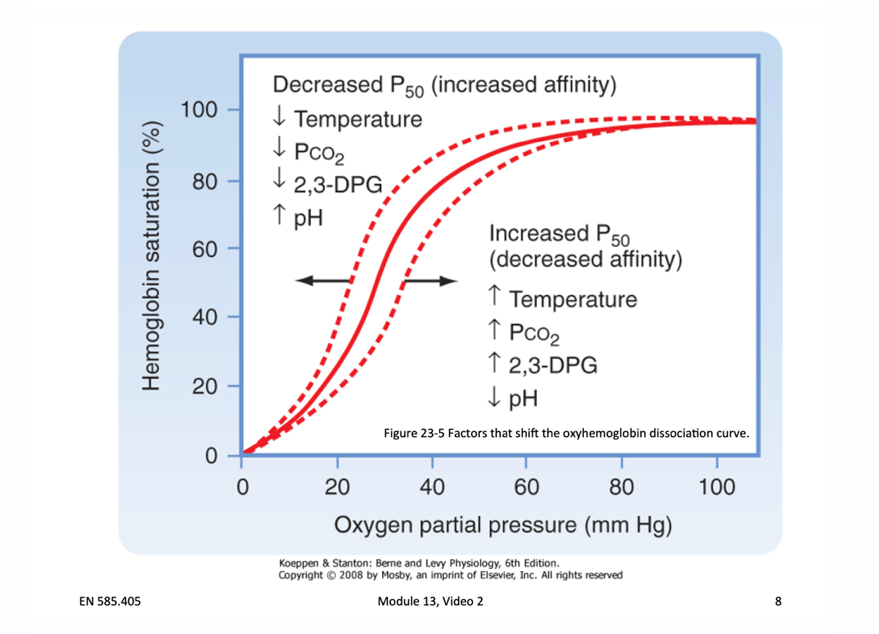 Decreased P50 (increased affinity)
↓ Temperature
↓ PCO2
↓ 2,3-DPG
↑ pH
Increased P50
(decreased affinity)
↑ Temperature
↑ PCO2
↑ 2,3-DPG
↓ pH
Figure 23-5 Factors that shift the oxyhemoglobin dissociation curve.
Hemoglobin saturation (%)
100
80
60
40
20
0
0 20 40 60 80 100
Oxygen partial pressure (mm Hg)
Koeppen & Stanton: Berne and Levy Physiology, 6th Edition.
Copyright © 2008 by Mosby, an imprint of Elsevier, Inc. All rights reserved
EN 585.405 Module 13, Video 2 8